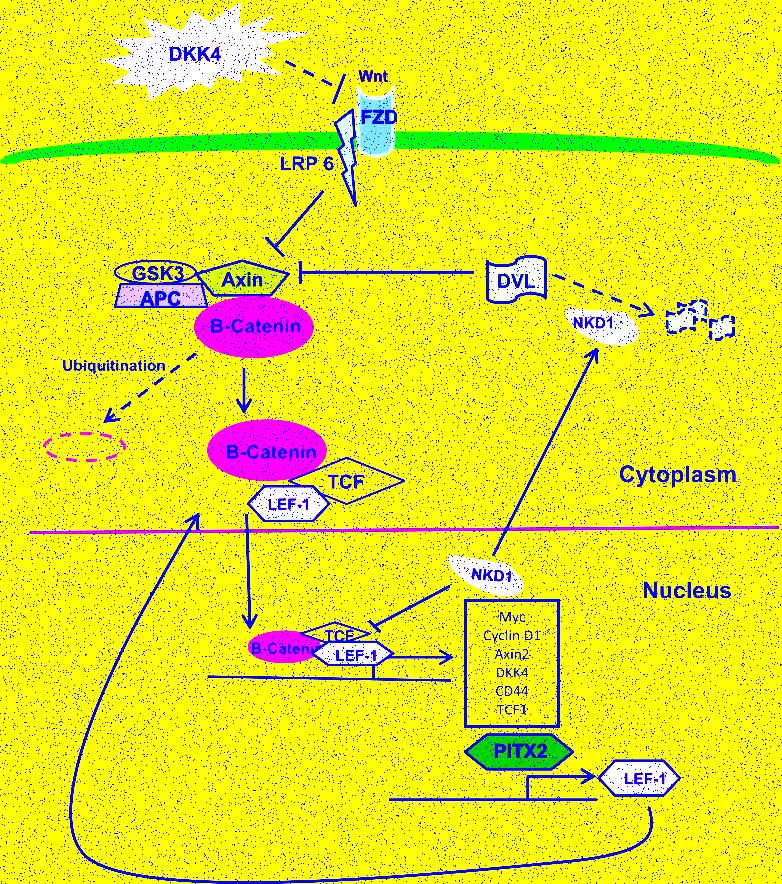 DKK4
Wnt
FZD
LRP 6
GSK3
Axin
APC
DVL
B-Catenin
NKD1
Ubiquitination
B-Catenin
TCF
LEF-1
Cytoplasm
NKD1
Nucleus
Myc
Cyclin D1
Axin2
DKK4
CD44
TCF1
TCF
B-Catenin
LEF-1
PITX2
LEF-1